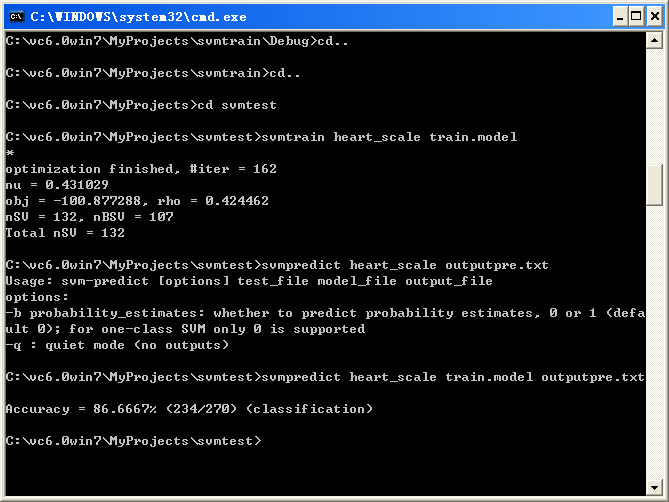 C:\WINDOWS\system32\cmd.exe
C:\vc6.0win7\MyProjects\svmtrain\Debug>cd..
C:\vc6.0win7\MyProjects\svmtrain>cd..
C:\vc6.0win7\MyProjects>cd svmtest
C:\vc6.0win7\MyProjects\svmtest>svmtrain heart_scale train.model
*
optimization finished, #iter = 162
nu = 0.431029
obj = -100.877288, rho = 0.424462
nSV = 132, nBSV = 107
Total nSV = 132
C:\vc6.0win7\MyProjects\svmtest>svmpredict heart_scale outputpre.txt
Usage: svm-predict [options] test_file model_file output_file
options:
-b probability_estimates: whether to predict probability estimates, 0 or 1 (defa
ult 0); for one-class SVM only 0 is supported
-q : quiet mode (no outputs)
C:\vc6.0win7\MyProjects\svmtest>svmpredict heart_scale train.model outputpre.txt
Accuracy = 86.6667% (234/270) (classification)
C:\vc6.0win7\MyProjects\svmtest>